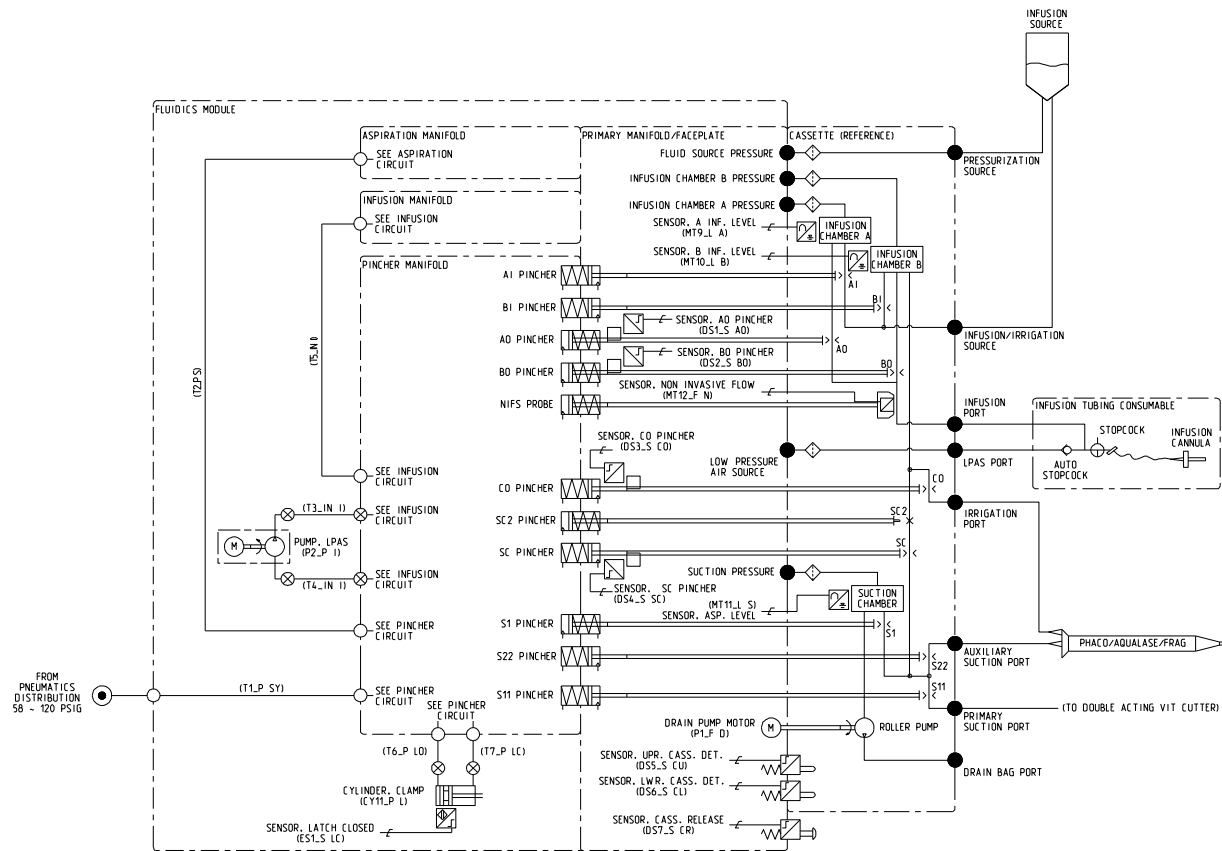 INFUSION
SOURCE
FLUIDICS MODULE
ASPIRATION MANIFOLD
PRIMARY MANIFOLD/FACEPLATE
CASSETTE (REFERENCE)
SEE ASPIRATION
CIRCUIT
FLUID SOURCE PRESSURE
PRESSURIZATION
SOURCE
INFUSION CHAMBER B PRESSURE
INFUSION MANIFOLD
INFUSION CHAMBER A PRESSURE
SEE INFUSION
CIRCUIT
SENSOR, A INF. LEVEL
(MT9_L A)
INFUSION
CHAMBER A
SENSOR, B INF. LEVEL
(MT10_L B)
INFUSION
CHAMBER B
PINCHER MANIFOLD
AI PINCHER
AI
BI PINCHER
BI
SENSOR, AO PINCHER
(DS1_S AO)
AO PINCHER
AO
INFUSION/IRRIGATION
SOURCE
SENSOR, BO PINCHER
(DS2_S BO)
BO PINCHER
BO
(T2_P S)
(T5_IN I)
SENSOR, NON INVASIVE FLOW
(MT12_F N)
NIFS PROBE
INFUSION
PORT
INFUSION TUBING CONSUMABLE
STOPCOCK
INFUSION
CANNULA
AUTO
STOPCOCK
SENSOR, CO PINCHER
(DS3_S CO)
LOW PRESSURE
AIR SOURCE
LPAS PORT
SEE INFUSION
CIRCUIT
CO PINCHER
CO
IRRIGATION
PORT
(T3_IN I)
SEE INFUSION
CIRCUIT
SC2 PINCHER
SC2
M
PUMP, LPAS
(P2_P I)
SC PINCHER
SC
(T4_IN I)
SEE INFUSION
CIRCUIT
SUCTION PRESSURE
SENSOR, SC PINCHER
(DS4_S SC)
(MT11_L S)
SENSOR, ASP. LEVEL
SUCTION
CHAMBER
SEE PINCHER
CIRCUIT
S1 PINCHER
S1
PHACO/AQUALASE/FRAG
AUXILIARY
SUCTION PORT
S22 PINCHER
S22
FROM
PNEUMATICS
DISTRIBUTION
58 ~ 120 PSIG
(T1_P SY)
SEE PINCHER
CIRCUIT
S11 PINCHER
S11
PRIMARY
SUCTION PORT
(TO DOUBLE ACTING VIT CUTTER)
SEE PINCHER
CIRCUIT
DRAIN PUMP MOTOR
(P1_F D)
M
ROLLER PUMP
(T6_P LO)
(T7_P LC)
SENSOR, UPR. CASS. DET.
(DS5_S CU)
DRAIN BAG PORT
SENSOR, LWR. CASS. DET.
(DS6_S CL)
CYLINDER, CLAMP
(CY11_P L)
SENSOR, LATCH CLOSED
(ES1_S LC)
SENSOR, CASS. RELEASE
(DS7_S CR)